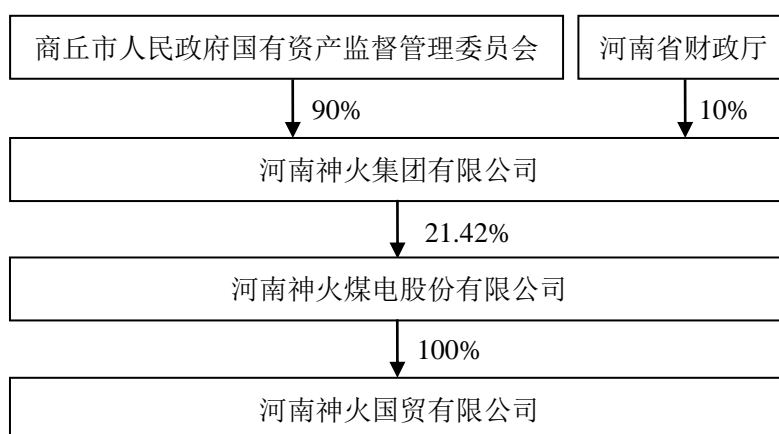 商丘市人民政府国有资产监督管理委员会
河南省财政厅
90%
10%
河南神火集团有限公司
21.42%
河南神火煤电股份有限公司
100%
河南神火国贸有限公司